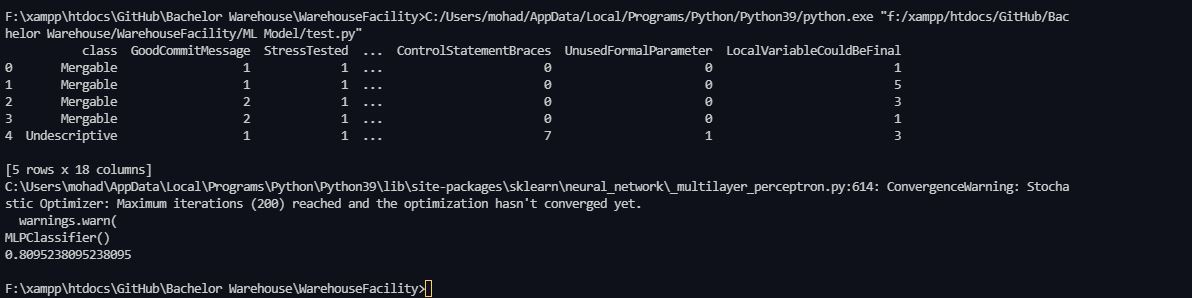 F:\xampp\htdocs\GitHub\Bachelor Warehouse\WarehouseFacility>C:/Users/mohad/AppData/Local/Programs/Python/Python39/python.exe "f:/xampp/htdocs/GitHub/Bac
helor Warehouse/WarehouseFacility/ML Model/test.py"
class GoodCommitMessage StressTested ... ControlStatementBraces UnusedFormalParameter LocalVariableCouldBeFinal
0 Mergable 1 1 ... 0 0 1
1 Mergable 1 1 ... 0 0 5
2 Mergable 2 1 ... 0 0 3
3 Mergable 2 1 ... 0 0 1
4 Undescriptive 1 1 ... 7 1 3
[5 rows x 18 columns]
C:\Users\mohad\AppData\Local\Programs\Python\Python39\lib\site-packages\sklearn\neural_network\_multilayer_perceptron.py:614: ConvergenceWarning: Stocha
stic Optimizer: Maximum iterations (200) reached and the optimization hasn't converged yet.
warnings.warn(
MLPClassifier()
0.8095238095238095
F:\xampp\htdocs\GitHub\Bachelor Warehouse\WarehouseFacility>